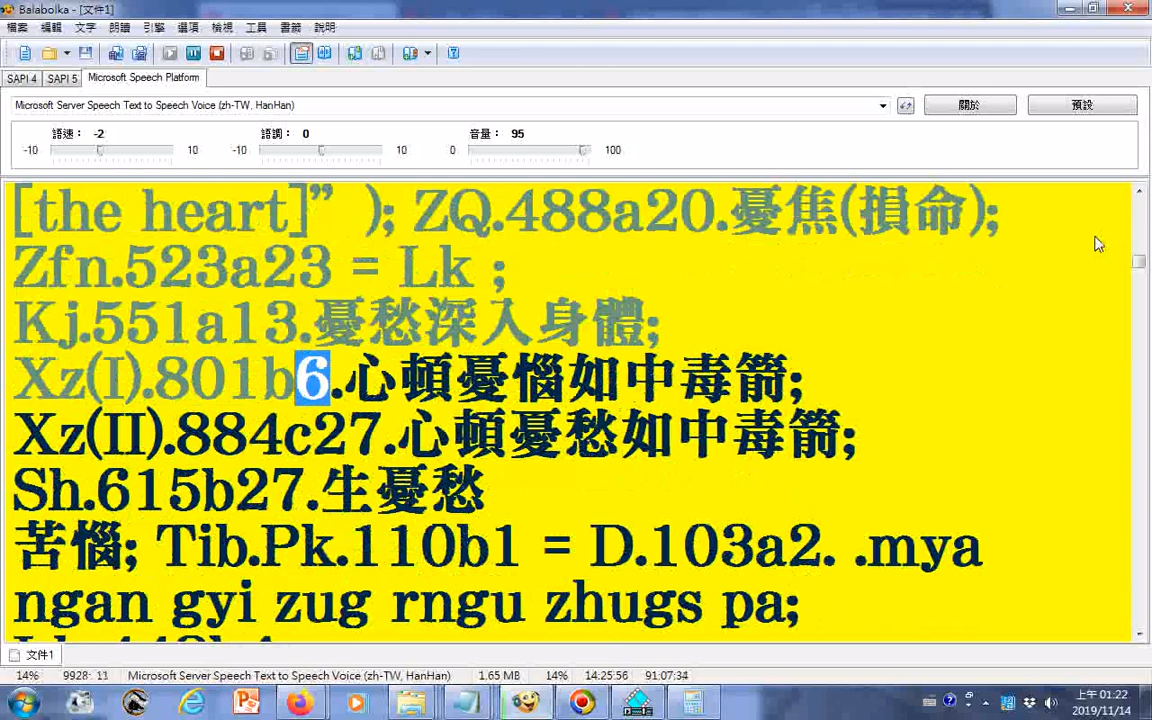 Balabolka - [文件1]
檔案 編輯 文字 朗讀 引擎 選項 檢視 工具 書籤 說明
SAPI 4 SAPI 5 Microsoft Speech Platform
Microsoft Server Speech Text to Speech Voice (zh-TW, HanHan) 關於 預設
語速： -2 語調： 0 音量： 95
-10 10 -10 10 0 100
[the heart]” ); ZQ.488a20.憂焦(損命);
Zfn.523a23 = Lk ;
Kj.551a13.憂愁深入身體;
Xz(I).801b6.心頓憂惱如中毒箭;
Xz(II).884c27.心頓憂愁如中毒箭;
Sh.615b27.生憂愁
苦惱; Tib.Pk.110b1 = D.103a2. .mya
ngan gyi zug rngu zhugs pa;
文件1
14% 9928: 11 Microsoft Server Speech Text to Speech Voice (zh-TW, HanHan) 1.65 MB 14% 14:25:56 91:07:34
上午 01:22
2019/11/14